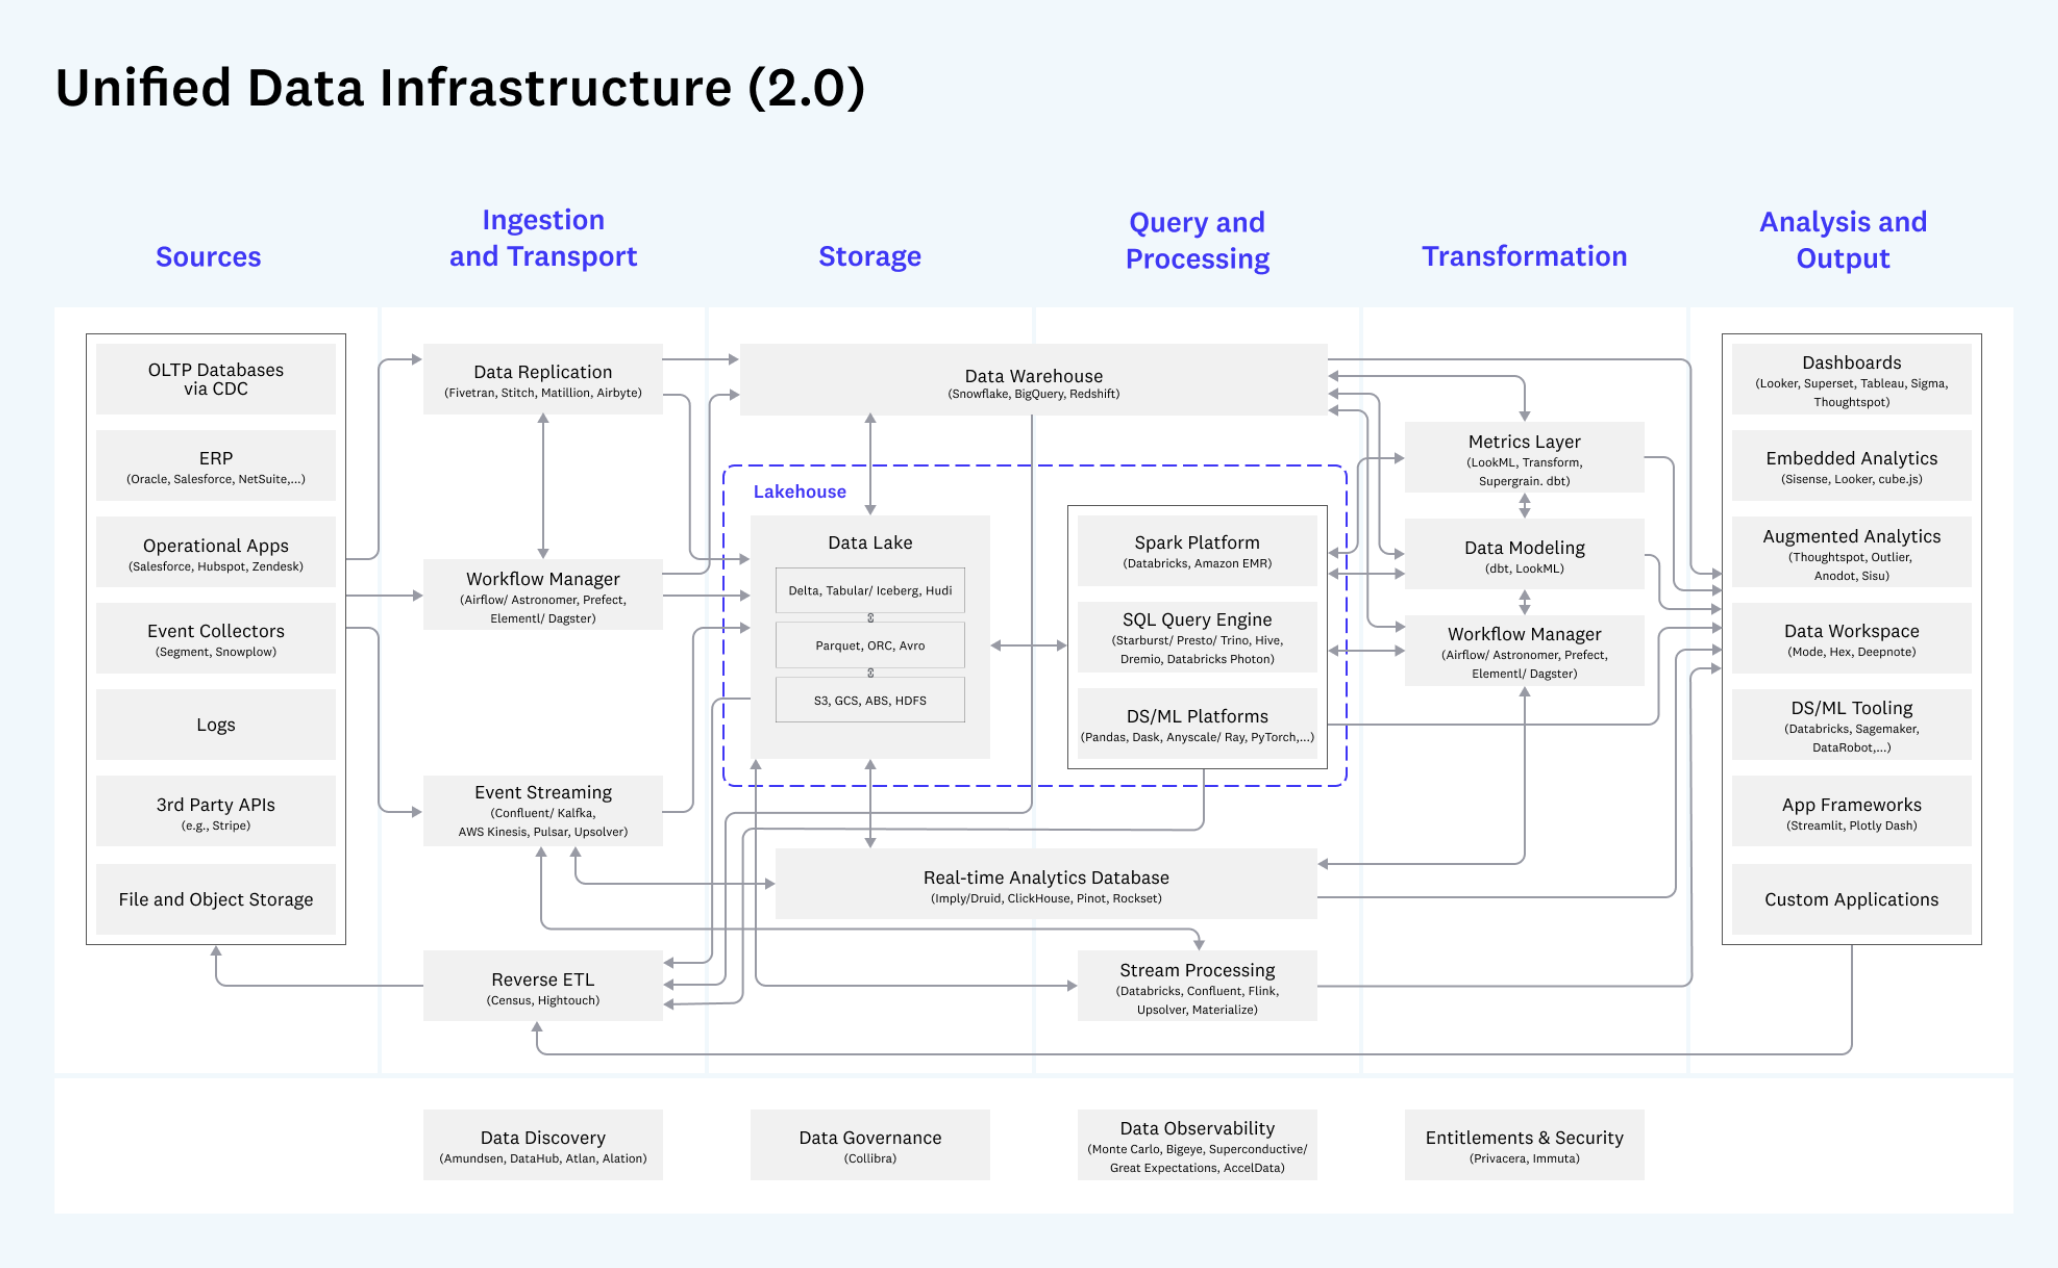 Unified Data Infrastructure (2.0)
Sources
Ingestion
and Transport
Storage
Query and
Processing
Transformation
Analysis and
Output
OLTP Databases
via CDC
ERP
(Oracle, Salesforce, NetSuite,...)
Operational Apps
(Salesforce, Hubspot, Zendesk)
Event Collectors
(Segment, Snowplow)
Logs
3rd Party APIs
(e.g., Stripe)
File and Object Storage
Data Replication
(Fivetran, Stitch, Matillion, Airbyte)
Workflow Manager
(Airflow/ Astronomer, Prefect,
Elementl/ Dagster)
Event Streaming
(Confluent/ Kalfka,
AWS Kinesis, Pulsar, Upsolver)
Reverse ETL
(Census, Hightouch)
Data Warehouse
(Snowflake, BigQuery, Redshift)
Lakehouse
Data Lake
Delta, Tabular/ Iceberg, Hudi
Parquet, ORC, Avro
S3, GCS, ABS, HDFS
Spark Platform
(Databricks, Amazon EMR)
SQL Query Engine
(Starburst/ Presto/ Trino, Hive,
Dremio, Databricks Photon)
DS/ML Platforms
(Pandas, Dask, Anyscale/ Ray, PyTorch,...)
Real-time Analytics Database
(Imply/Druid, ClickHouse, Pinot, Rockset)
Stream Processing
(Databricks, Confluent, Flink,
Upsolver, Materialize)
Metrics Layer
(LookML, Transform,
Supergrain. dbt)
Data Modeling
(dbt, LookML)
Workflow Manager
(Airflow/ Astronomer, Prefect,
Elementl/ Dagster)
Dashboards
(Looker, Superset, Tableau, Sigma,
Thoughtspot)
Embedded Analytics
(Sisense, Looker, cube.js)
Augmented Analytics
(Thoughtspot, Outlier,
Anodot, Sisu)
Data Workspace
(Mode, Hex, Deepnote)
DS/ML Tooling
(Databricks, Sagemaker,
DataRobot,...)
App Frameworks
(Streamlit, Plotly Dash)
Custom Applications
Data Discovery
(Amundsen, DataHub, Atlan, Alation)
Data Governance
(Collibra)
Data Observability
(Monte Carlo, Bigeye, Superconductive/
Great Expectations, AccelData)
Entitlements & Security
(Privacera, Immuta)